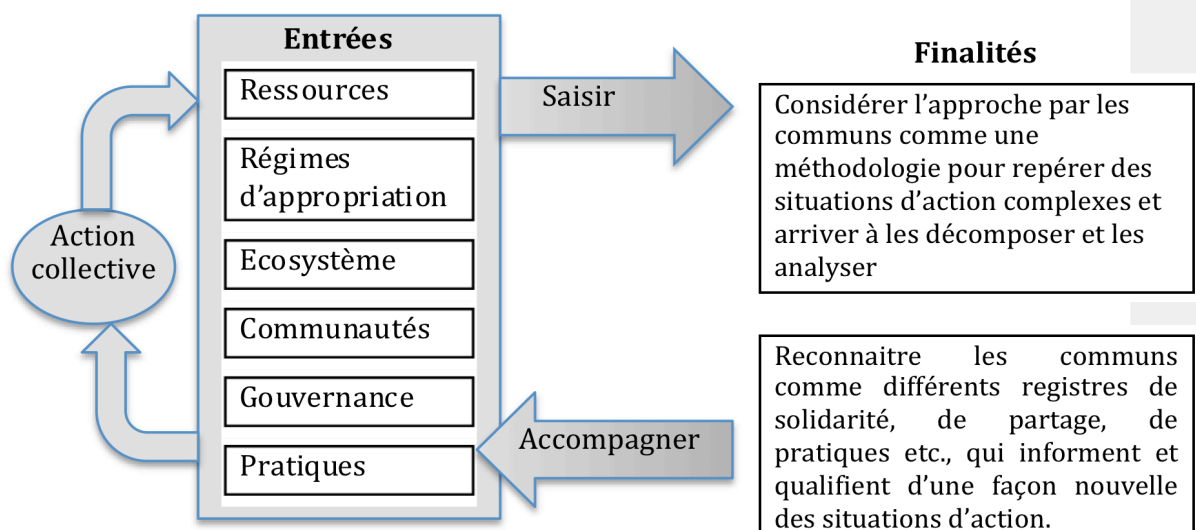 Entrées
Ressources
Régimes
d'appropriation
Ecosystème
Communautés
Gouvernance
Pratiques
Action
collective
Saisir
Accompagner
Finalités
Considérer l’approche par les
communs comme une
méthodologie pour repérer des
situations d’action complexes et
arriver à les décomposer et les
analyser
Reconnaitre les communs
comme différents registres de
solidarité, de partage, de
pratiques etc., qui informent et
qualifient d’une façon nouvelle
des situations d’action.